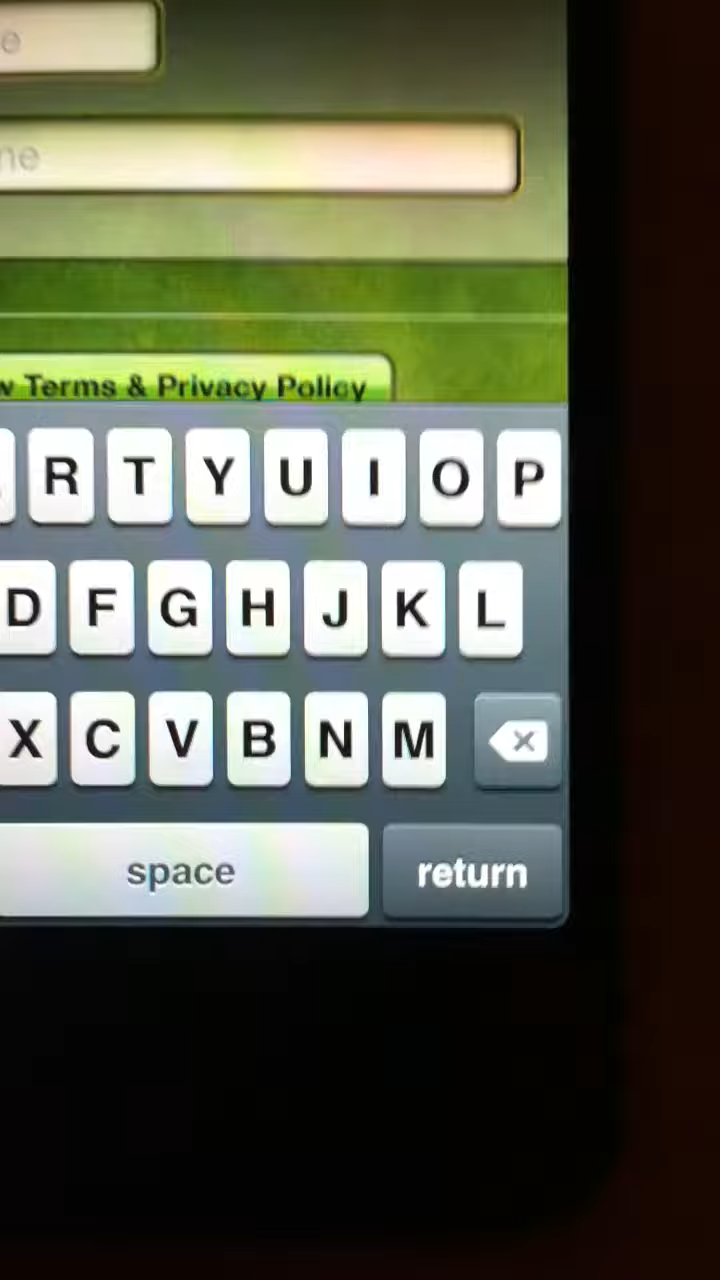 e
ne
w Terms & Privacy Policy
R T Y U I O P
D F G H J K L
X C V B N M
space return